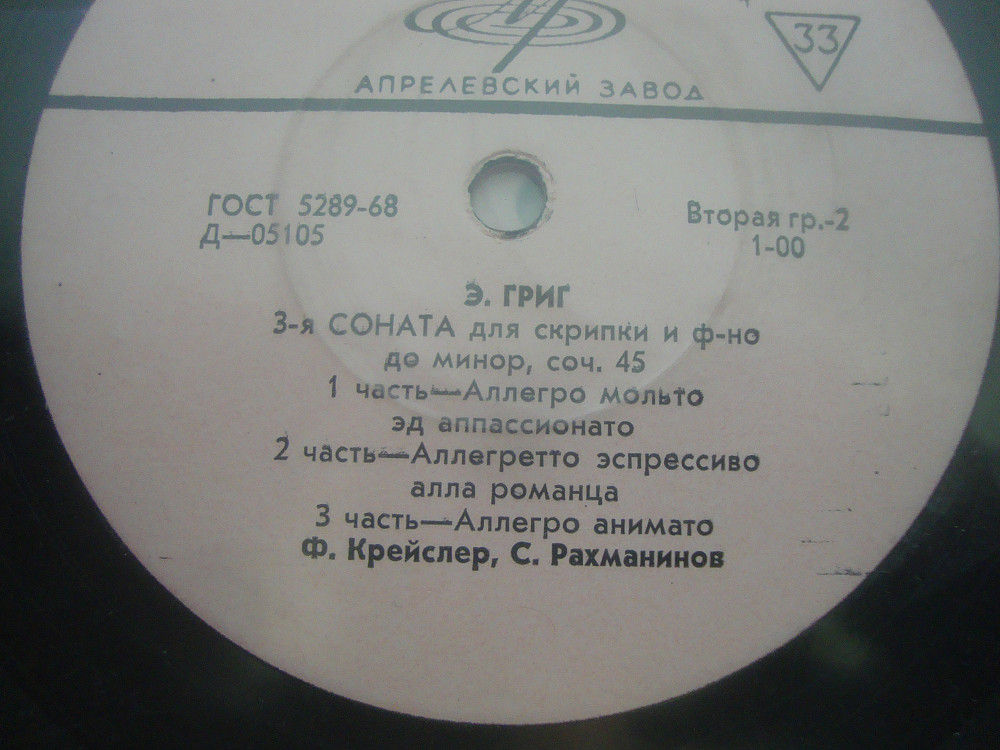 33
АПРЕЛЕВСКИЙ ЗАВОД
ГОСТ 5289-68
Д—05105
Вторая гр.-2
1-00
Э. ГРИГ
3-я СОНАТА для скрипки и ф-но
до минор, соч. 45
1 часть—Аллегро мольто
эд аппассионато
2 часть—Аллегретто эспрессиво
алла романца
3 часть—Аллегро анимато
Ф. Крейслер, С. Рахманинов